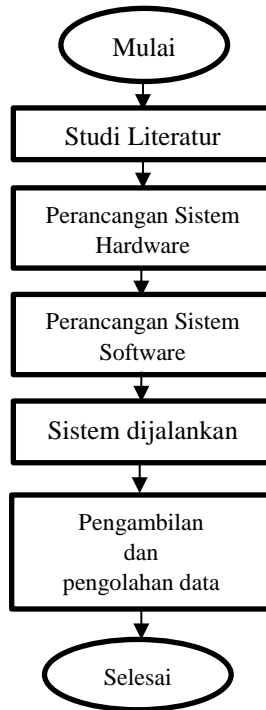 Mulai
Studi Literatur
Perancangan Sistem
Hardware
Perancangan Sistem
Software
Sistem dijalankan
Pengambilan
dan
pengolahan data
Selesai